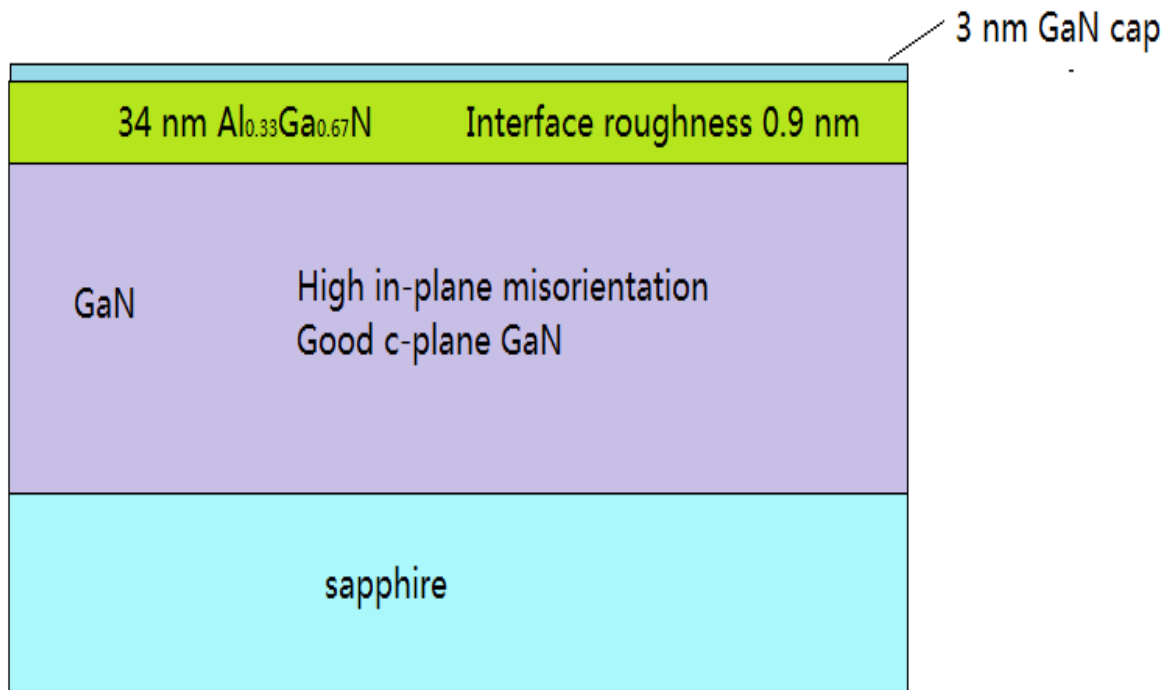 3 nm GaN cap
-
34 nm Al0.33Ga0.67N Interface roughness 0.9 nm
GaN
High in-plane misorientation
Good c-plane GaN
sapphire